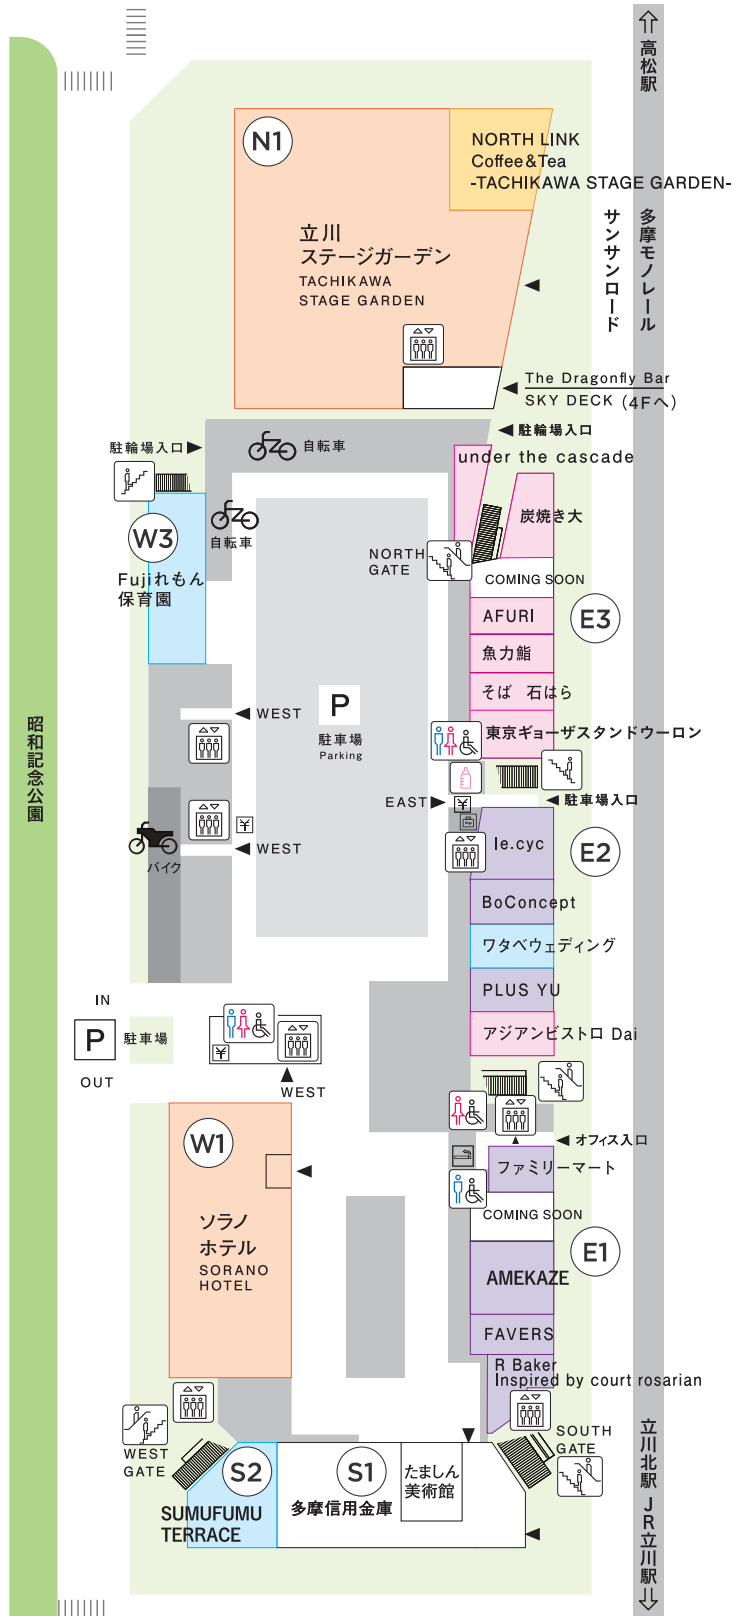 高松駅
N1
NORTH LINK
Coffee&Tea
-TACHIKAWA STAGE GARDEN-
立川
ステージガーデン
TACHIKAWA
STAGE GARDEN
サンサンロード
多摩モノレール
The Dragonfly Bar
SKY DECK (4Fへ)
駐輪場入口
自転車
駐輪場入口
under the cascade
炭焼き大
W3
自転車
NORTH
GATE
COMING SOON
Fujiれもん
保育園
AFURI
E3
魚力鮨
そば 石はら
WEST
P
駐車場
Parking
東京ギョーザスタンドウーロン
昭和記念公園
EAST
¥
駐車場入口
¥
WEST
バイク
le.cyc
E2
BoConcept
ワタベウェディング
PLUS YU
アジアンビストロ Dai
IN
P
駐車場
OUT
¥
WEST
オフィス入口
W1
ファミリーマート
ソラノ
ホテル
SORANO
HOTEL
COMING SOON
E1
AMEKAZE
FAVERS
R Baker
Inspired by court rosarian
WEST
GATE
SOUTH
GATE
S2
SUMUFUMU
TERRACE
S1
多摩信用金庫
たましん
美術館
立川北駅 JR立川駅